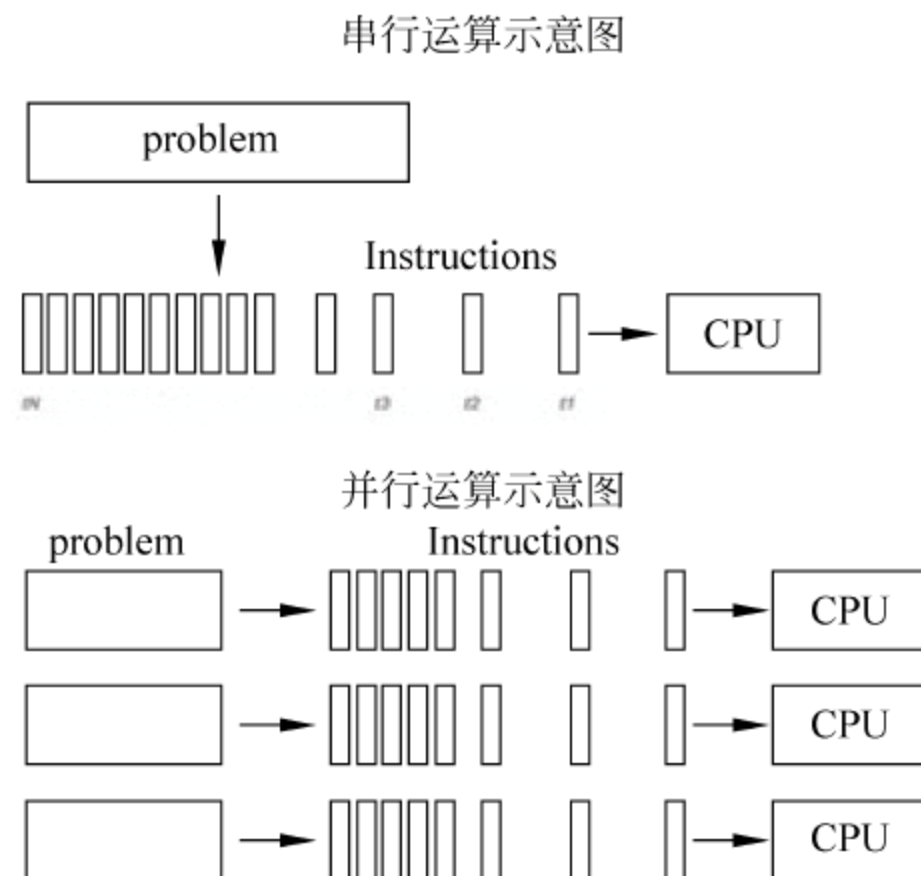 串行运算示意图
problem
Instructions
CPU
tN t3 t2 t1
并行运算示意图
problem Instructions
CPU
CPU
CPU